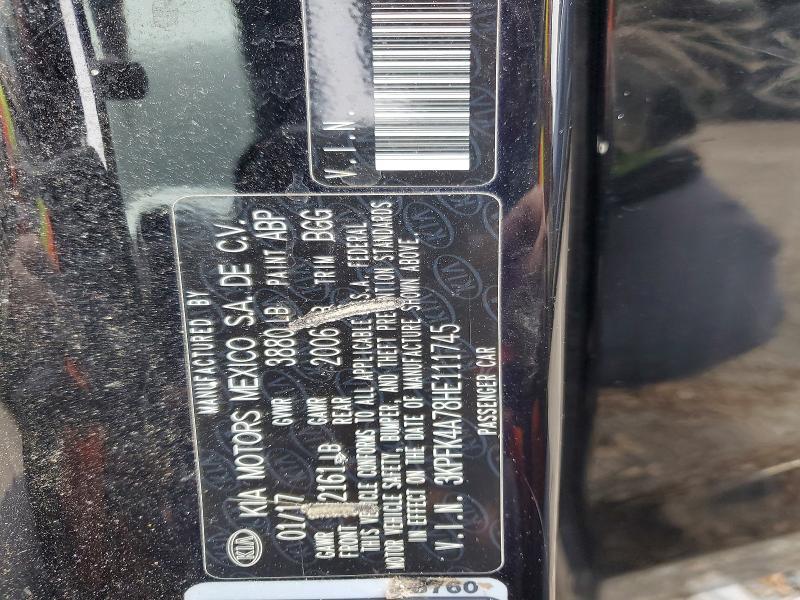 V.I.N.
MANUFACTURED BY
KIA KIA MOTORS MEXICO S.A. DE C.V.
01/17 GVWR 3880 LB PAINT ABP
GAWR 2161LB GAWR 2006 TRIM BGG
FRONT REAR
THIS VEHICLE CONFORMS TO ALL APPLICABLE U.S.A. FEDERAL
MOTOR VEHICLE SAFETY, BUMPER, AND THEFT PREVENTION STANDARDS
IN EFFECT ON THE DATE OF MANUFACTURE SHOWN ABOVE.
V.I.N. 3KPFK4A78HE111745
PASSENGER CAR